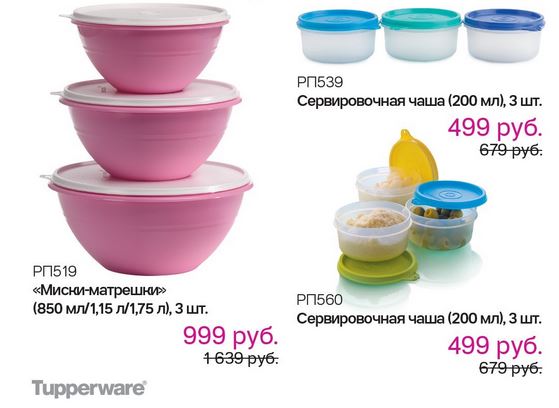 РП519
«Миски-матрешки»
(850 мл/1,15 л/1,75 л), 3 шт.
999 руб.
1 639 руб.
Tupperware®
РП539
Сервировочная чаша (200 мл), 3 шт.
499 руб.
679 руб.
РП560
Сервировочная чаша (200 мл), 3 шт.
499 руб.
679 руб.